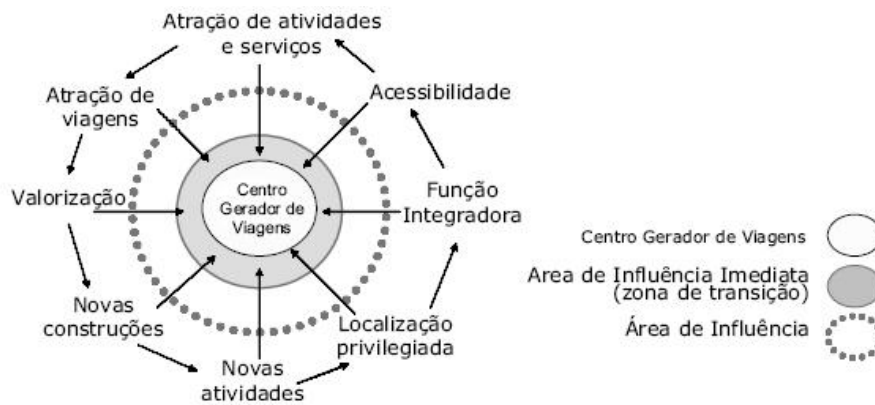 Atração de atividades
e serviços
Atração de
viagens
Acessibilidade
Valorização
Centro
Gerador de
Viagens
Função
Integradora
Novas
construções
Localização
privilegiada
Novas
atividades
Centro Gerador de Viagens
Area de Influência Imediata
(zona de transição)
Área de Influência